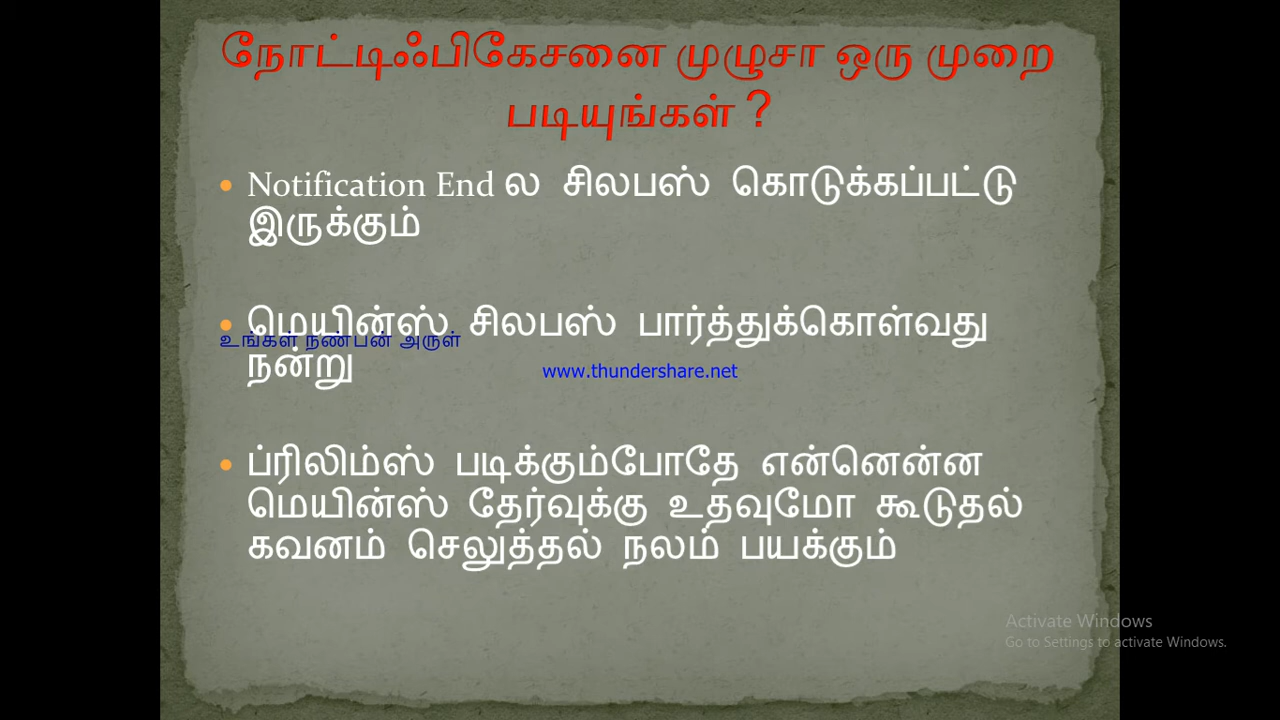 நோட்டிஃபிகேசனை முழுசா ஒரு முறை
படியுங்கள் ?
• Notification End ல சிலபஸ் கொடுக்கப்பட்டு
இருக்கும்
• மெயின்ஸ் சிலபஸ் பார்த்துக்கொள்வது
உங்கள் நண்பன் அருள்
நன்று
www.thundershare.net
• ப்ரிலிம்ஸ் படிக்கும்போதே என்னென்ன
மெயின்ஸ் தேர்வுக்கு உதவுமோ கூடுதல்
கவனம் செலுத்தல் நலம் பயக்கும்
Activate Windows
Go to Settings to activate Windows.